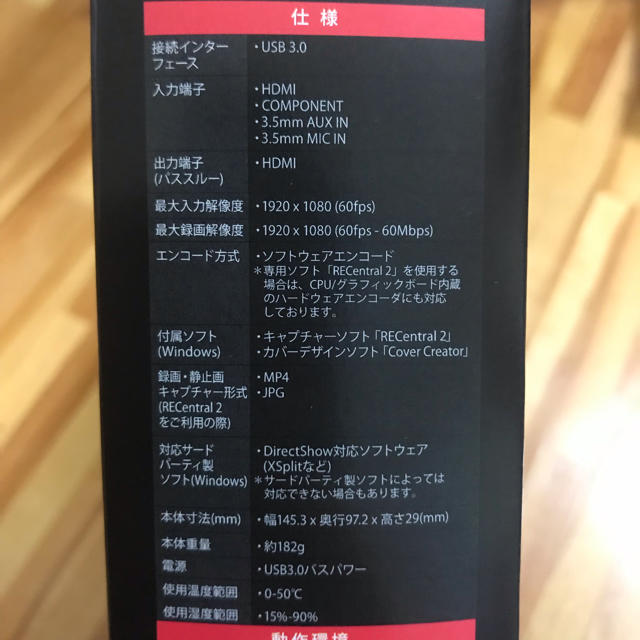 仕 様
接続インター
フェース
・USB 3.0
入力端子
・HDMI
・COMPONENT
・3.5mm AUX IN
・3.5mm MIC IN
出力端子
(パススルー)
・HDMI
最大入力解像度
・1920 x 1080 (60fps)
最大録画解像度
・1920 x 1080 (60fps - 60Mbps)
エンコード方式
・ソフトウェアエンコード
＊専用ソフト「RECentral 2」を使用する
場合は、CPU/グラフィックボード内蔵
のハードウェアエンコーダにも対応
しております。
付属ソフト
(Windows)
・キャプチャーソフト「RECentral 2」
・カバーデザインソフト「Cover Creator」
録画・静止画
キャプチャー形式
(RECentral 2
をご利用の際)
・MP4
・JPG
対応サード
パーティ製
ソフト(Windows)
・DirectShow対応ソフトウェア
(XSplitなど)
＊サードパーティ製ソフトによっては
対応できない場合もあります。
本体寸法(mm)
・幅145.3 x 奥行97.2 x 高さ29(mm)
本体重量
・約182g
電源
・USB3.0バスパワー
使用温度範囲
・0-50℃
使用湿度範囲
・15%-90%
動作環境